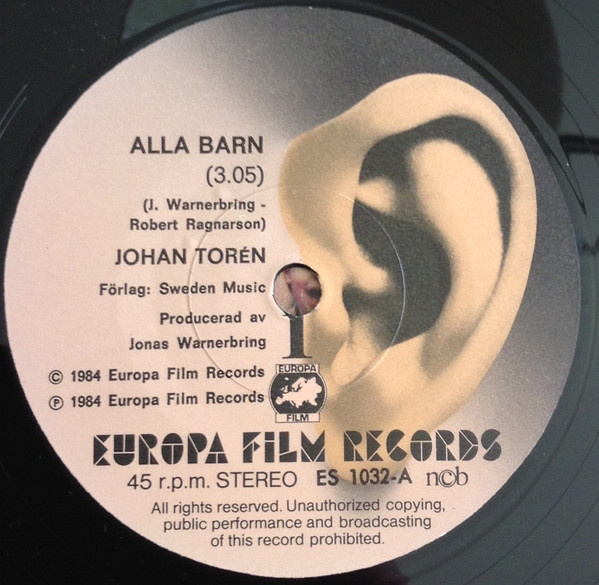 ALLA BARN
(3.05)
(J. Warnerbring -
Robert Ragnarson)
JOHAN TORÉN
Förlag: Sweden Music
Producerad av
Jonas Warnerbring
1
© 1984 Europa Film Records
℗ 1984 Europa Film Records
EUROPA
FILM
EUROPA FILM RECORDS
45 r.p.m. STEREO ES 1032-A n©b
All rights reserved. Unauthorized copying,
public performance and broadcasting
of this record prohibited.